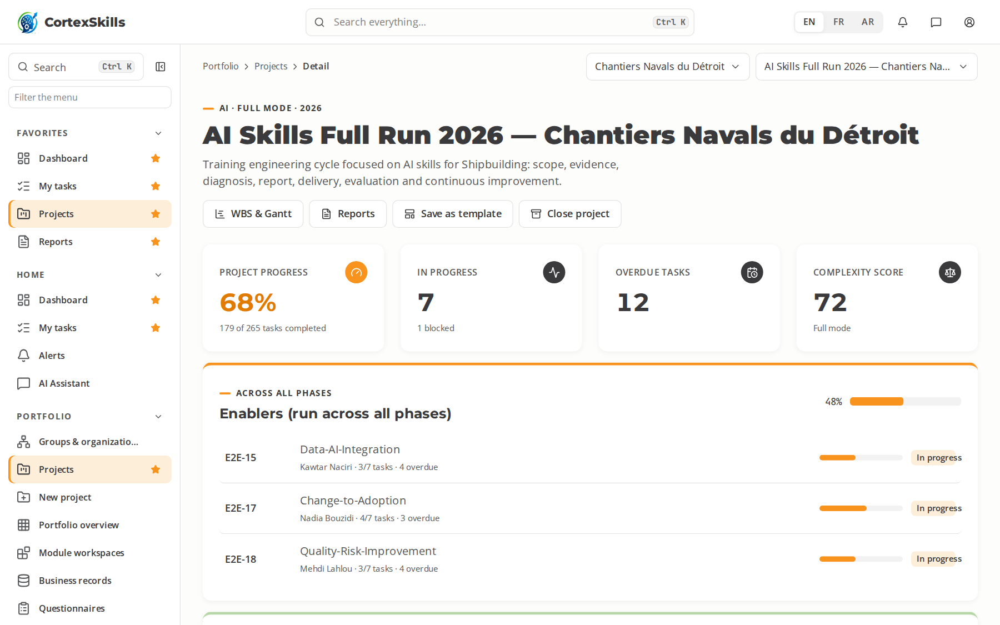 CortexSkills
Search everything...
Ctrl K
EN FR AR
Search
Ctrl K
Filter the menu
FAVORITES
Dashboard
My tasks
Projects
Reports
HOME
Dashboard
My tasks
Alerts
AI Assistant
PORTFOLIO
Groups & organizatio...
Projects
New project
Portfolio overview
Module workspaces
Business records
Questionnaires
Portfolio > Projects > Detail
Chantiers Navals du Détroit
AI Skills Full Run 2026 — Chantiers Na...
AI · FULL MODE · 2026
AI Skills Full Run 2026 — Chantiers Navals du Détroit
Training engineering cycle focused on AI skills for Shipbuilding: scope, evidence,
diagnosis, report, delivery, evaluation and continuous improvement.
WBS & Gantt
Reports
Save as template
Close project
PROJECT PROGRESS
68%
179 of 265 tasks completed
IN PROGRESS
7
1 blocked
OVERDUE TASKS
12
COMPLEXITY SCORE
72
Full mode
ACROSS ALL PHASES
Enablers (run across all phases)
48%
E2E-15
Data-AI-Integration
Kawtar Naciri · 3/7 tasks · 4 overdue
In progress
E2E-17
Change-to-Adoption
Nadia Bouzidi · 4/7 tasks · 3 overdue
In progress
E2E-18
Quality-Risk-Improvement
Mehdi Lahlou · 3/7 tasks · 4 overdue
In progress